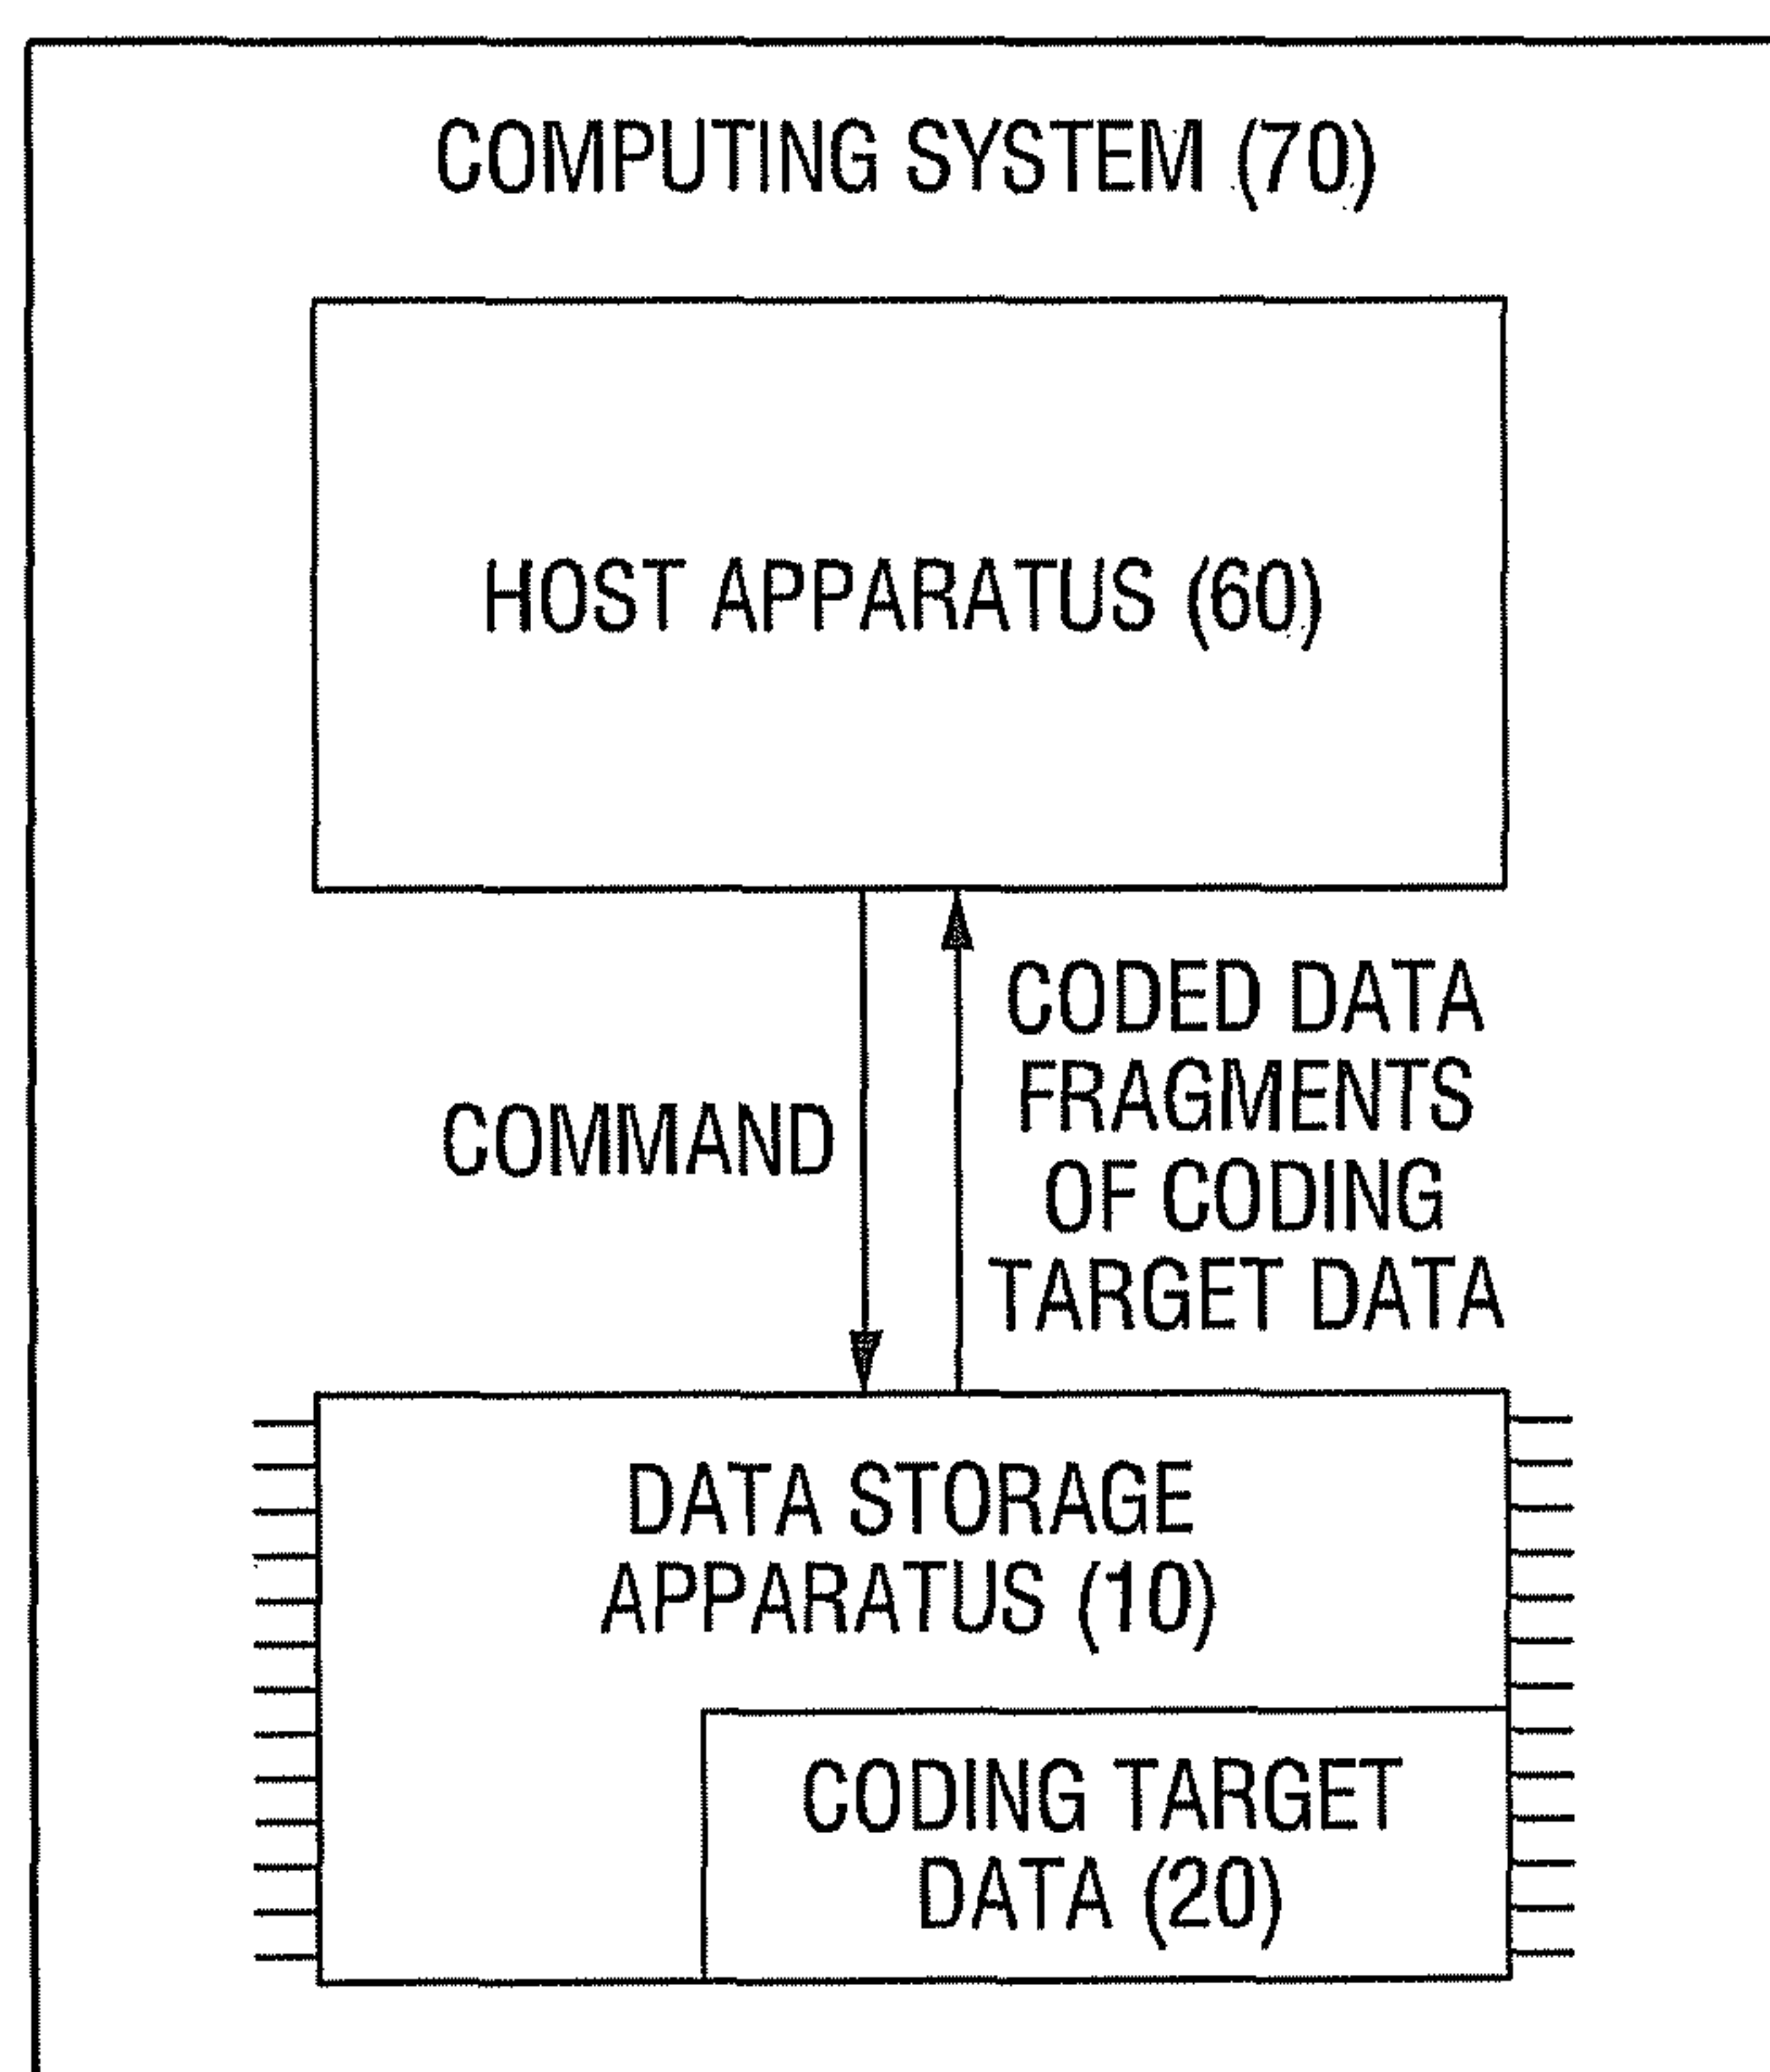 COMPUTING SYSTEM (70)
HOST APPARATUS (60)
COMMAND
CODED DATA
FRAGMENTS
OF CODING
TARGET DATA
DATA STORAGE
APPARATUS (10)
CODING TARGET
DATA (20)